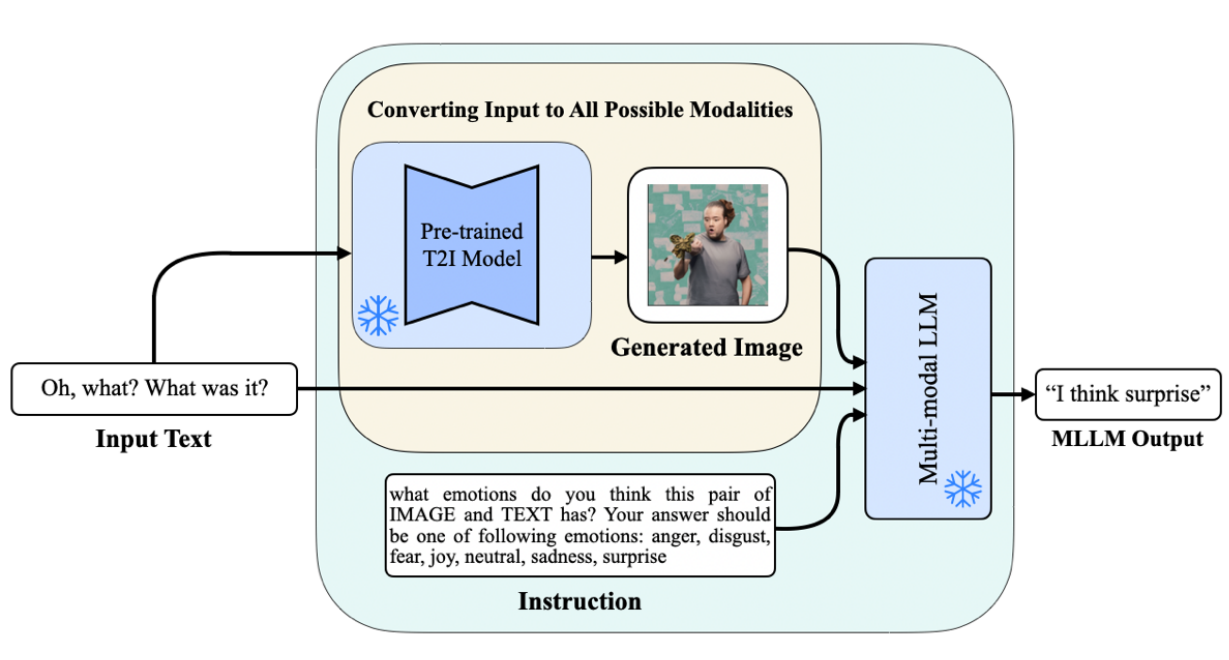 Converting Input to All Possible Modalities
Pre-trained
T2I Model
Generated Image
Oh, what? What was it?
Input Text
what emotions do you think this pair of
IMAGE and TEXT has? Your answer should
be one of following emotions: anger, disgust,
fear, joy, neutral, sadness, surprise
Instruction
Multi-modal LLM
“I think surprise”
MLLM Output